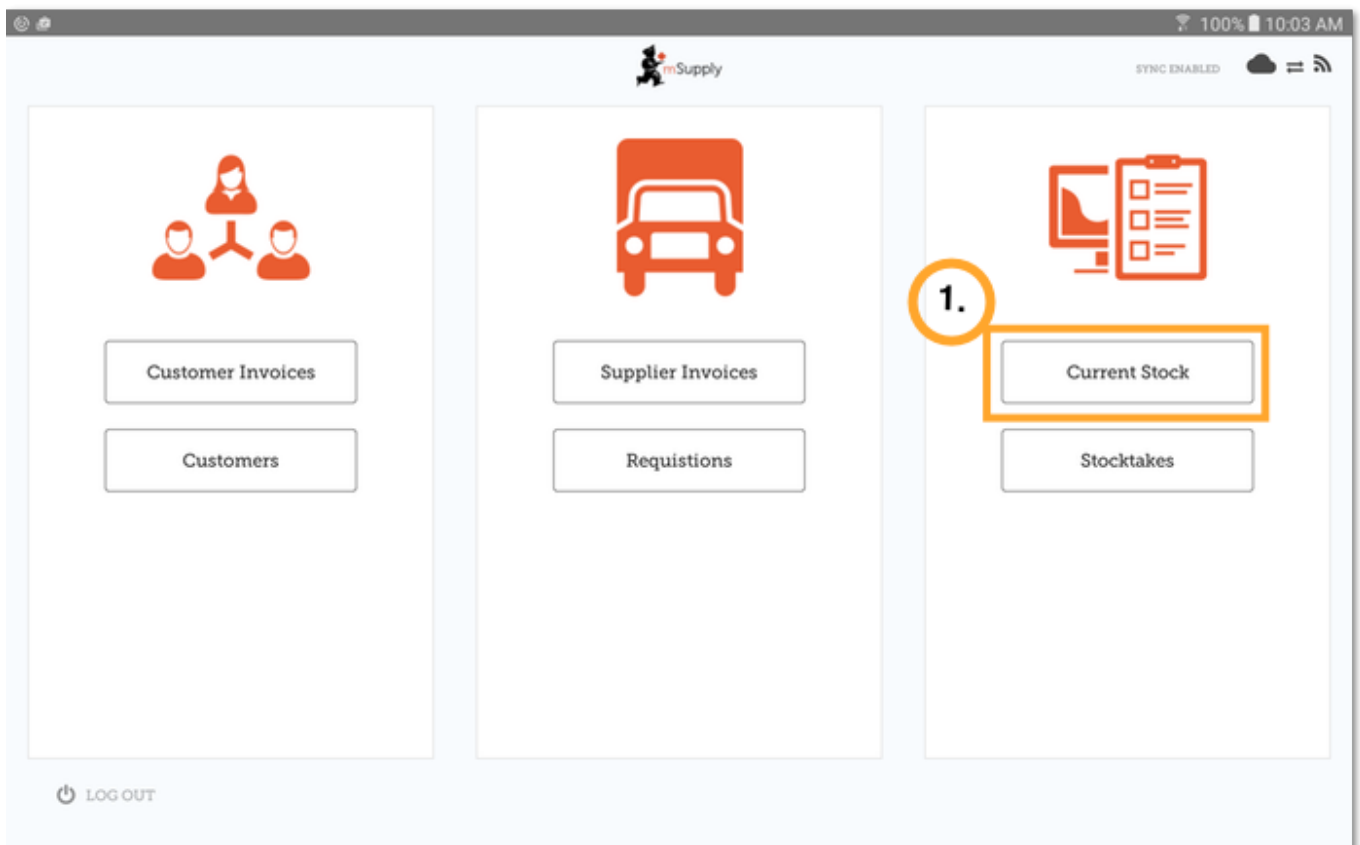 100% 10:03 AM
mSupply
SYNC ENABLED
1.
Customer Invoices
Supplier Invoices
Current Stock
Customers
Requistions
Stocktakes
LOG OUT